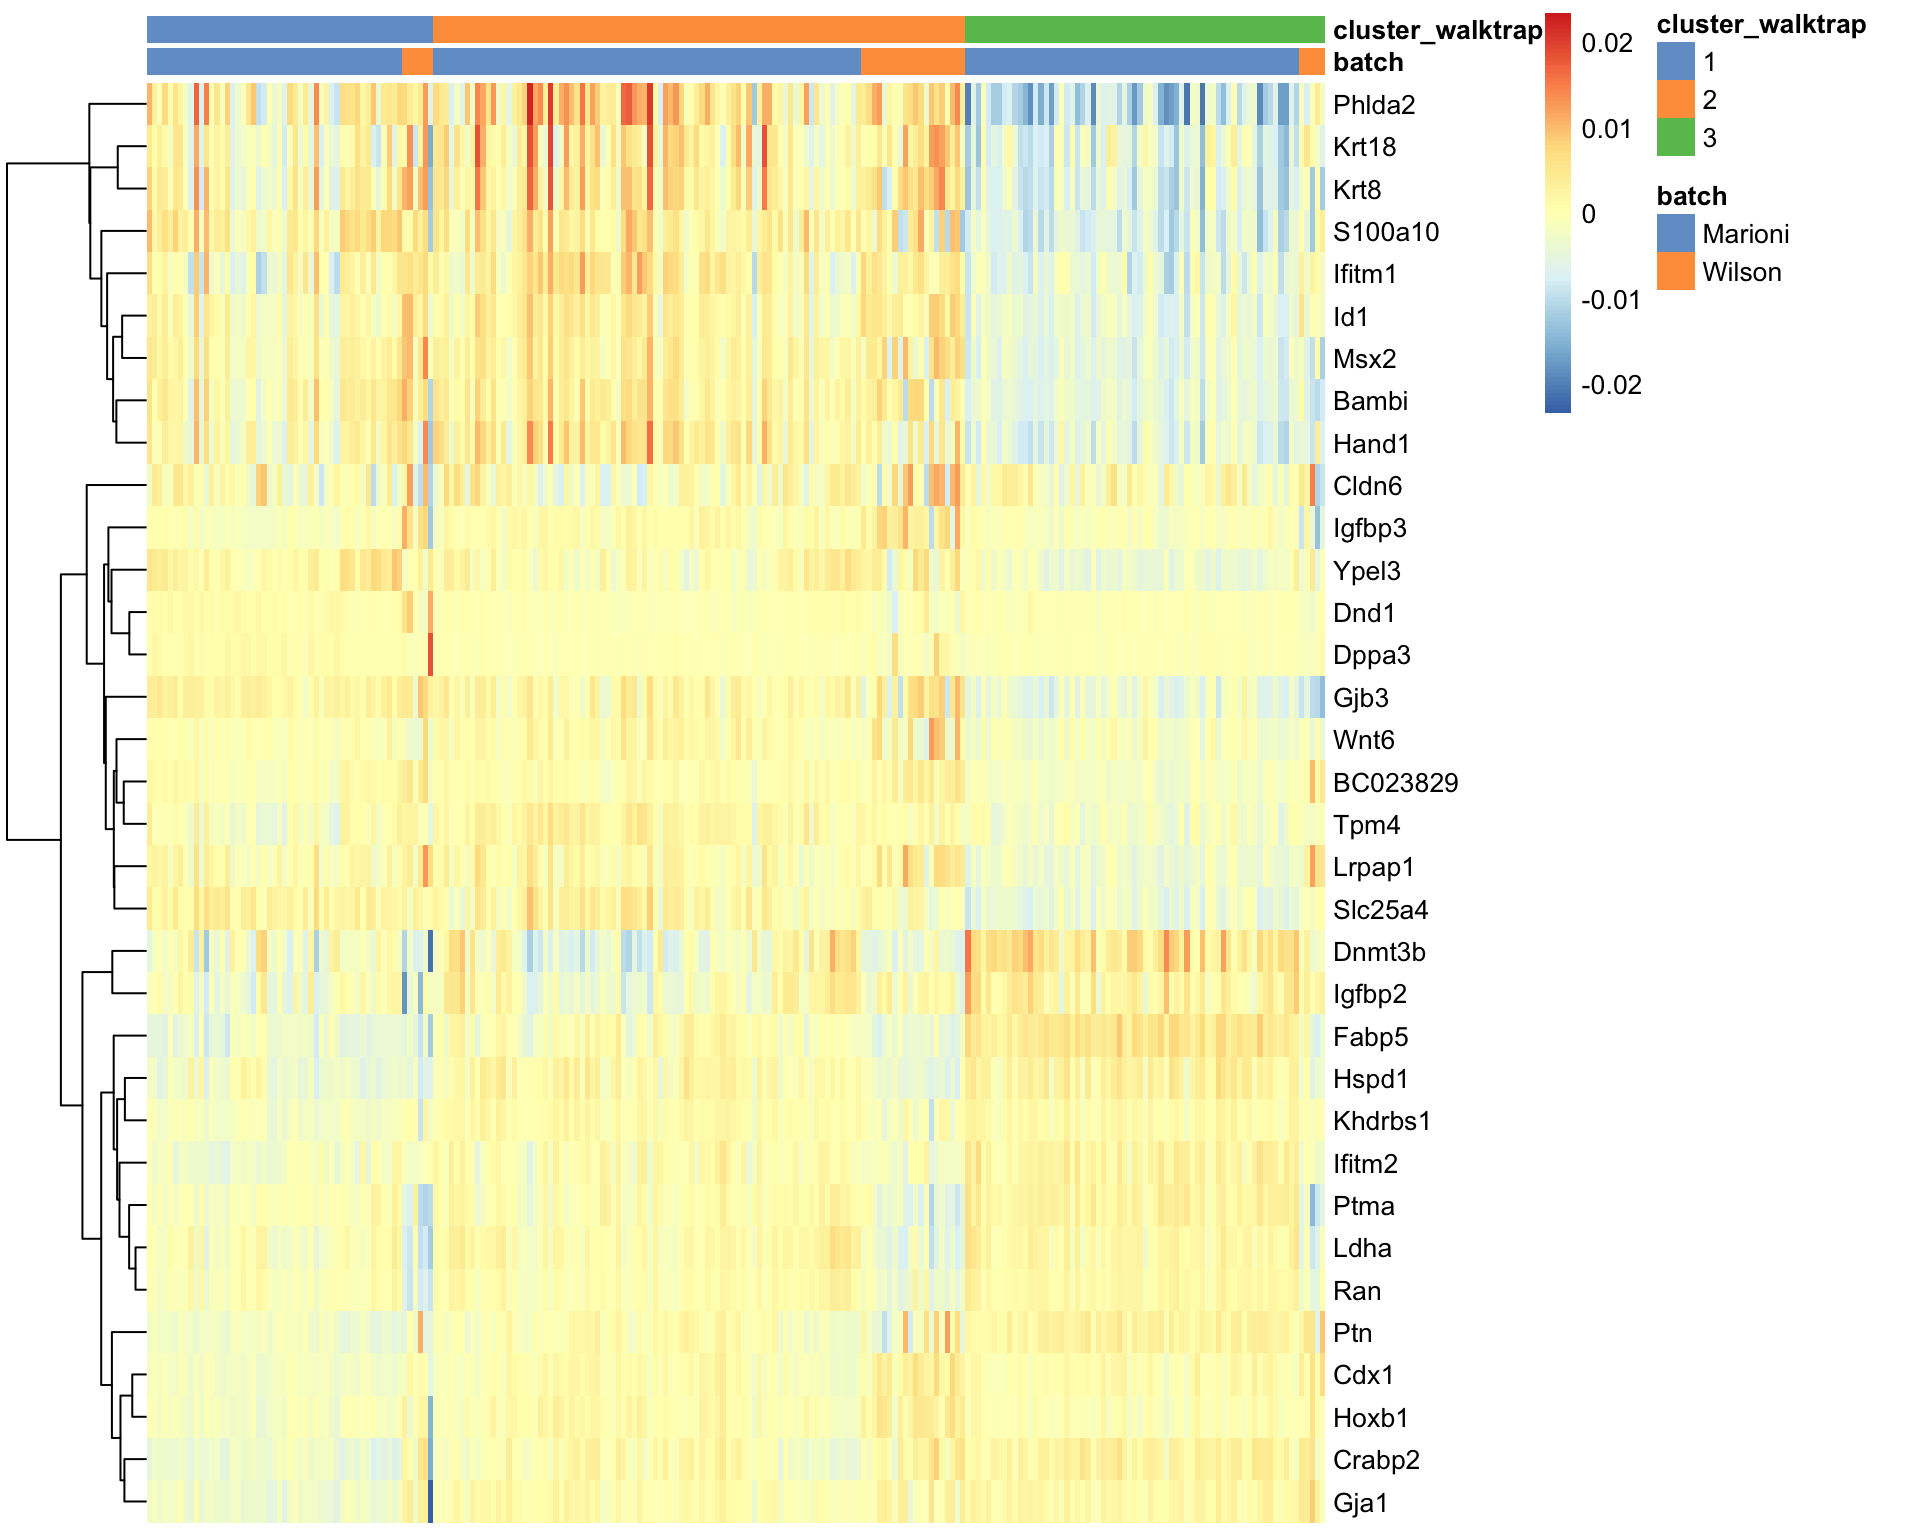 cluster_walktrap
batch
Phlda2
Krt18
Krt8
S100a10
Ifitm1
Id1
Msx2
Bambi
Hand1
Cldn6
Igfbp3
Ypel3
Dnd1
Dppa3
Gjb3
Wnt6
BC023829
Tpm4
Lrpap1
Slc25a4
Dnmt3b
Igfbp2
Fabp5
Hspd1
Khdrbs1
Ifitm2
Ptma
Ldha
Ran
Ptn
Cdx1
Hoxb1
Crabp2
Gja1
0.02
0.01
0
-0.01
-0.02
cluster_walktrap
1
2
3
batch
Marioni
Wilson